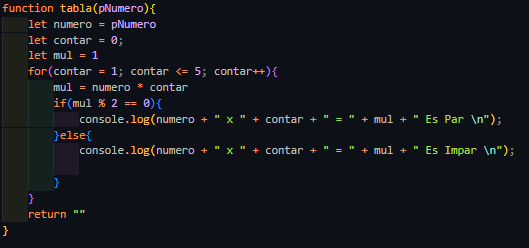 function tabla(pNumero){
    let numero = pNumero
    let contar = 0;
    let mul = 1
    for(contar = 1; contar <= 5; contar++){
        mul = numero * contar
        if(mul % 2 == 0){
            console.log(numero + " x " + contar + " = " + mul + " Es Par \n");
        }else{
            console.log(numero + " x " + contar + " = " + mul + " Es Impar \n");
        }
    }
    return ""
}